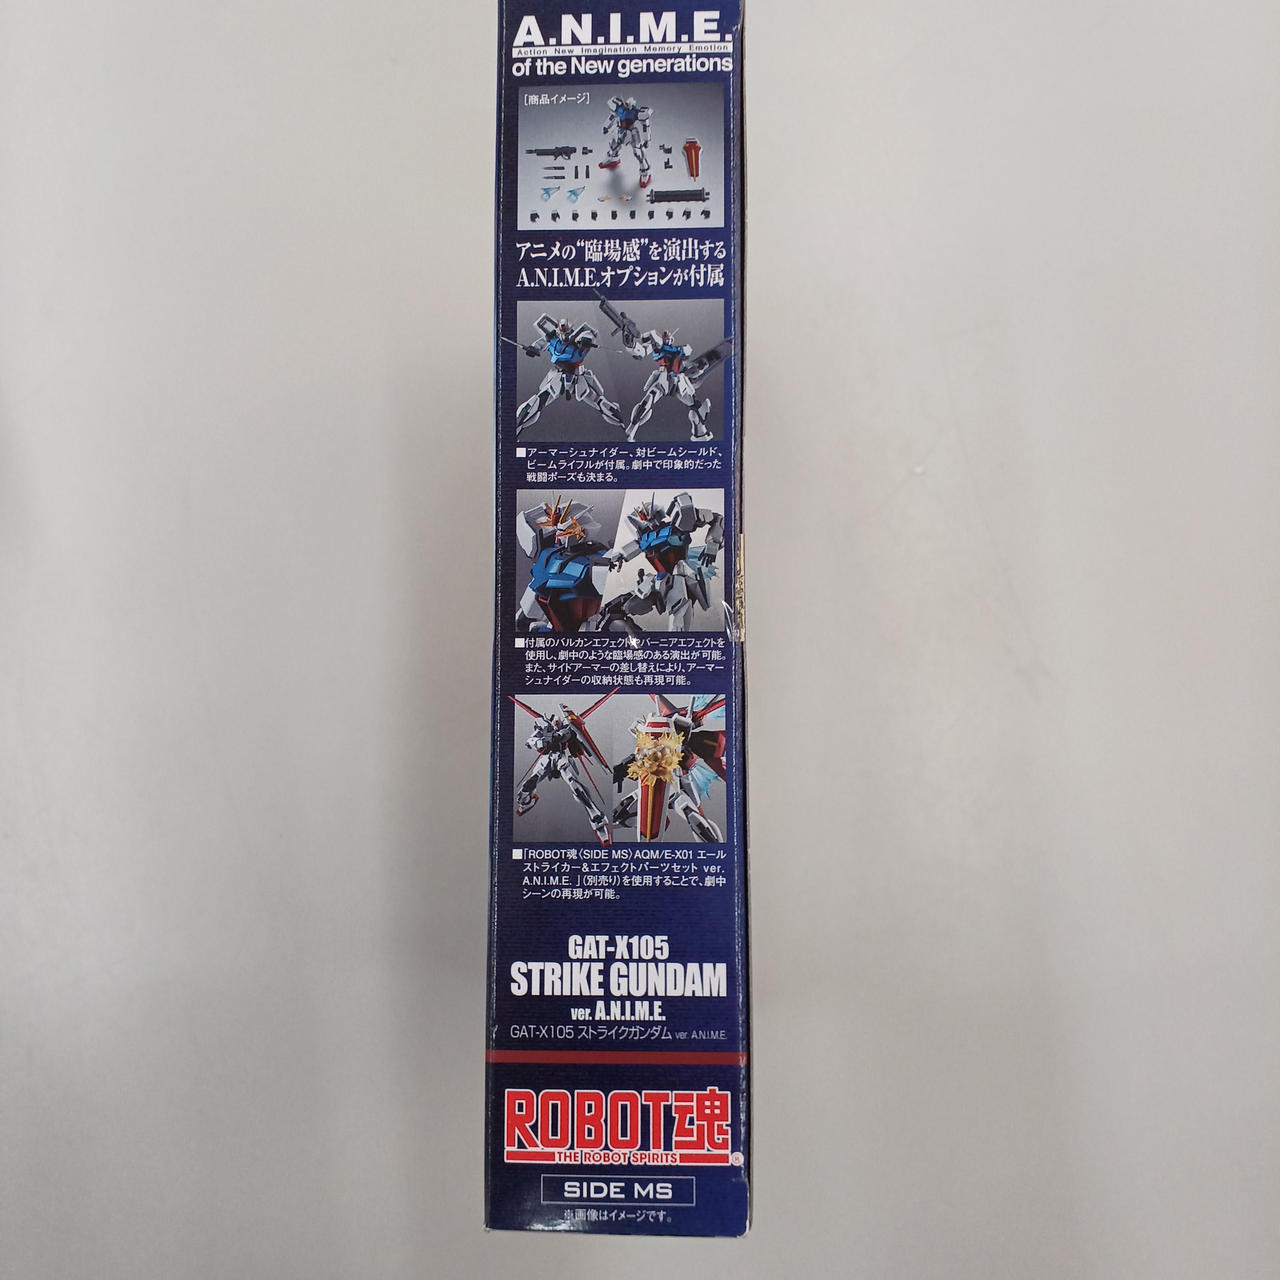 A.N.I.M.E.
Action New Imagination Memory Emotion
of the New generations
[商品イメージ]
アニメの“臨場感”を演出する
A.N.I.M.E.オプションが付属
■アーマーシュナイダー、対ビームシールド、
ビームライフルが付属。劇中で印象的だった
戦闘ポーズも決まる。
■付属のバルカンエフェクトやバーニアエフェクトを
使用し、劇中のような臨場感のある演出が可能。
また、サイドアーマーの差し替えにより、アーマー
シュナイダーの収納状態も再現可能。
■「ROBOT魂〈SIDE MS〉AQM/E-X01 エール
ストライカー&エフェクトパーツセット ver.
A.N.I.M.E.」(別売り)を使用することで、劇中
シーンの再現が可能。
GAT-X105
STRIKE GUNDAM
ver. A.N.I.M.E.
GAT-X105 ストライクガンダム ver. A.N.I.M.E.
ROBOT魂
THE ROBOT SPIRITS
®
SIDE MS
※画像はイメージです。